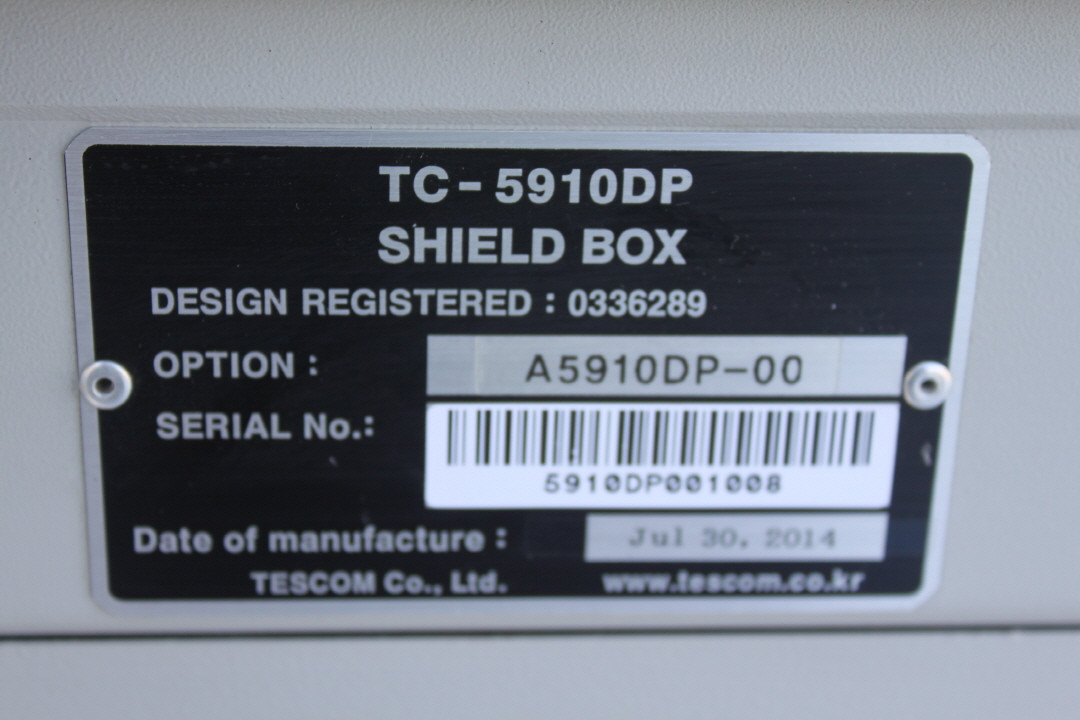 TC-5910DP
SHIELD BOX
DESIGN REGISTERED : 0336289
OPTION : A5910DP-00
SERIAL No.: 5910DP001008
Date of manufacture : Jul 30, 2014
TESCOM Co., Ltd. www.tescom.co.kr